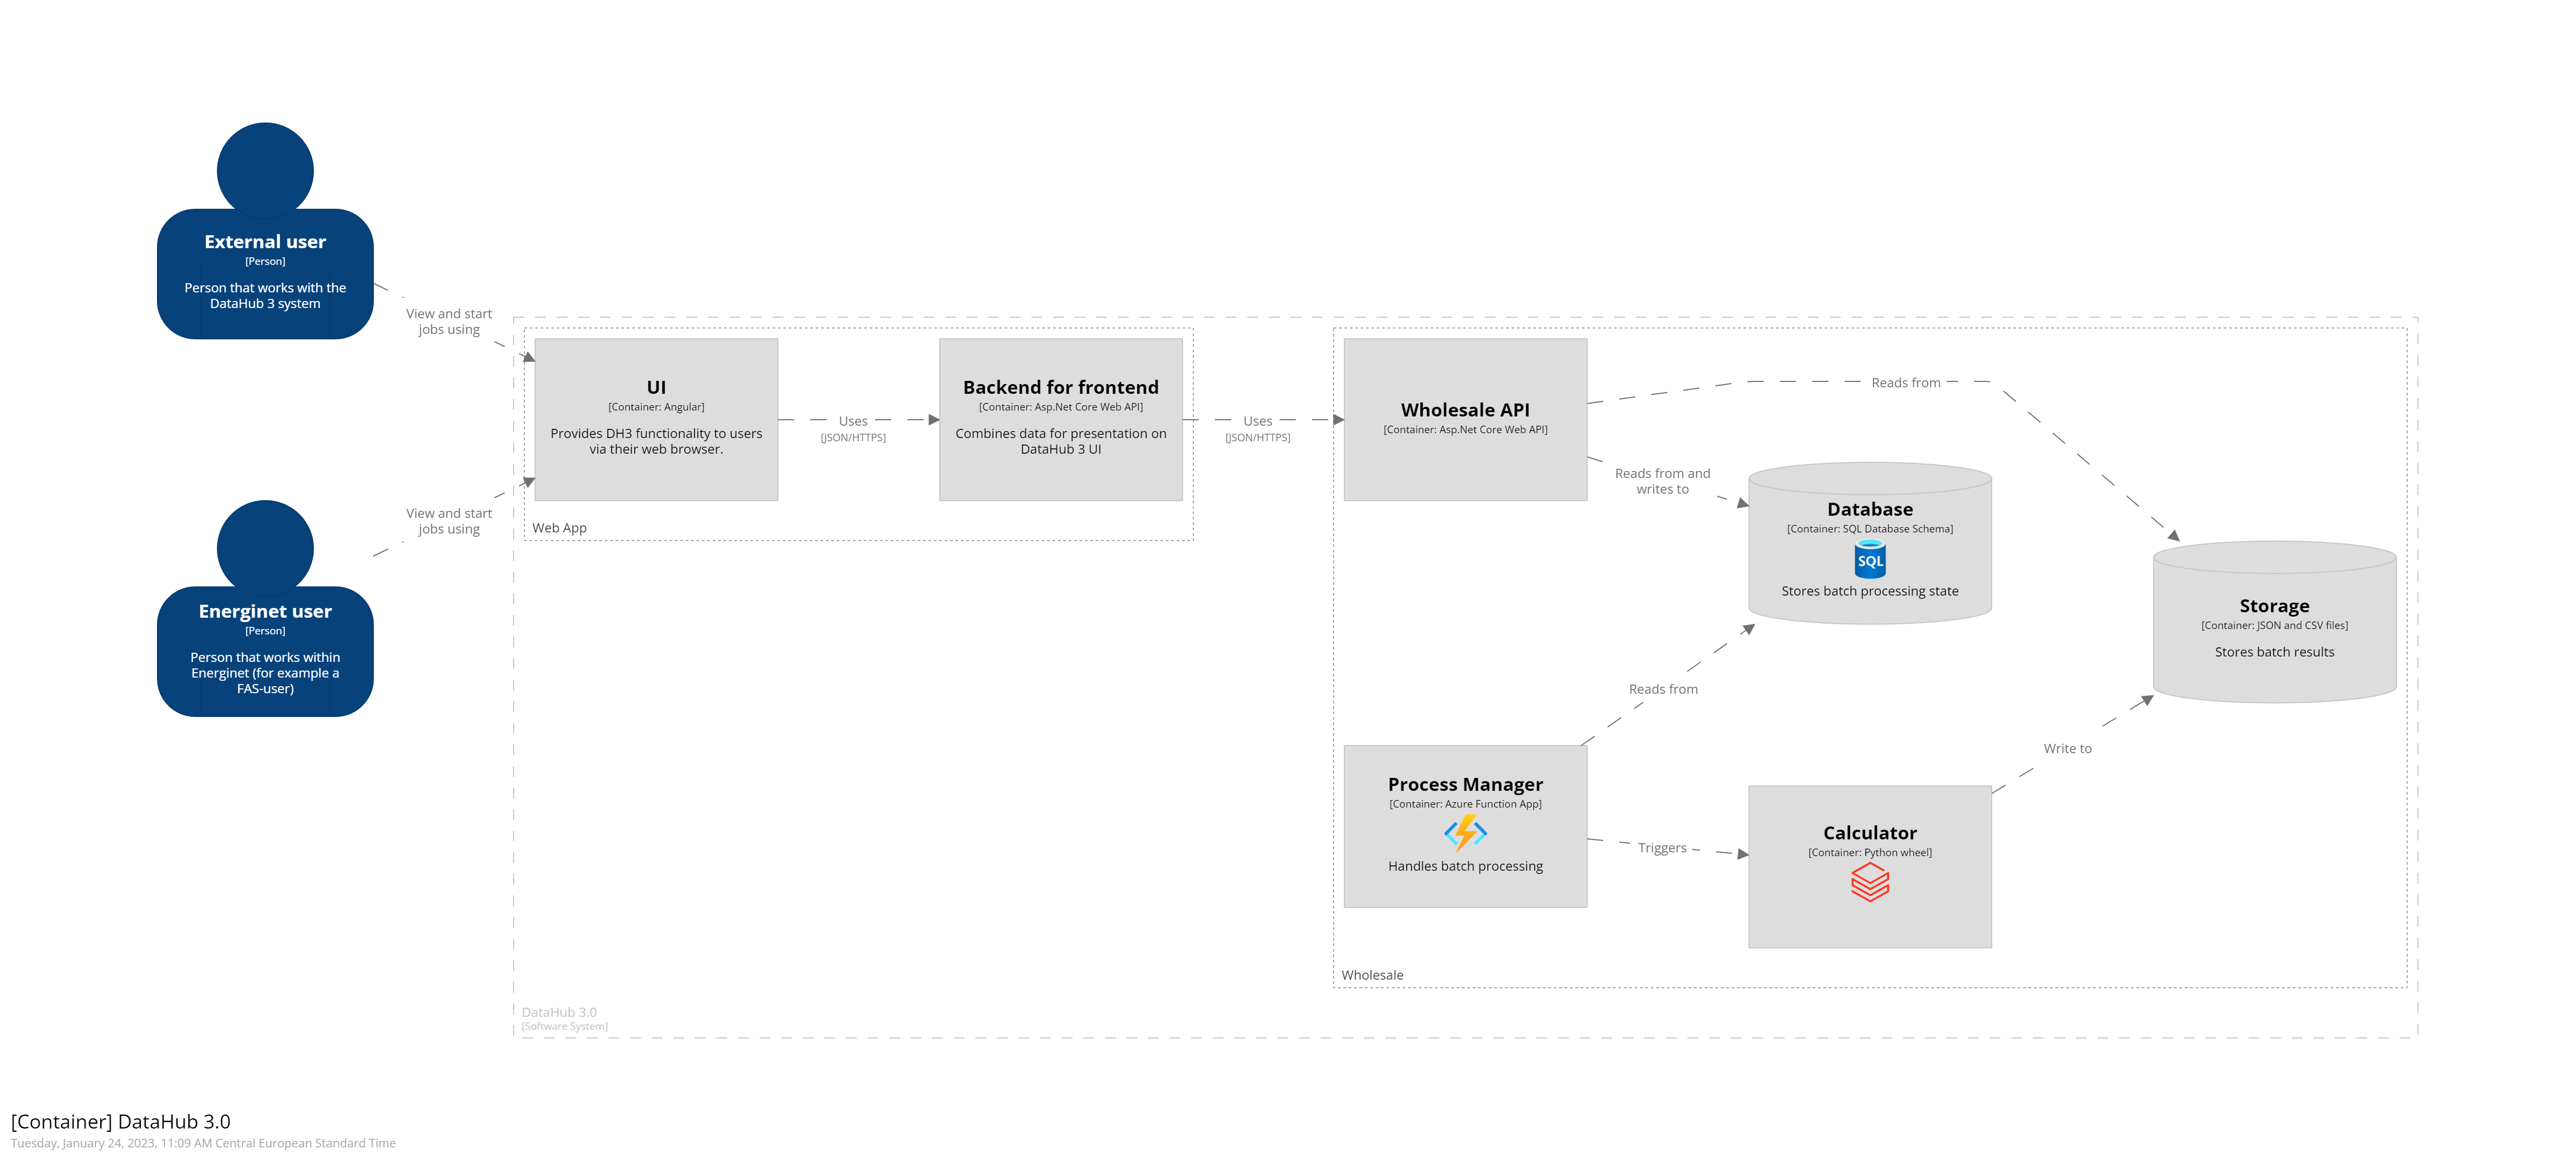 External user
[Person]
Person that works with the
DataHub 3 system
View and start
jobs using
Energinet user
[Person]
Person that works within
Energinet (for example a
FAS-user)
View and start
jobs using
UI
[Container: Angular]
Provides DH3 functionality to users
via their web browser.
Uses
[JSON/HTTPS]
Backend for frontend
[Container: Asp.Net Core Web API]
Combines data for presentation on
DataHub 3 UI
Web App
Uses
[JSON/HTTPS]
Wholesale API
[Container: Asp.Net Core Web API]
Reads from
Reads from and
writes to
Database
[Container: SQL Database Schema]
SQL
Stores batch processing state
Storage
[Container: JSON and CSV files]
Stores batch results
Reads from
Write to
Process Manager
[Container: Azure Function App]
Handles batch processing
Triggers
Calculator
[Container: Python wheel]
Wholesale
DataHub 3.0
[Software System]
[Container] DataHub 3.0
Tuesday, January 24, 2023, 11:09 AM Central European Standard Time